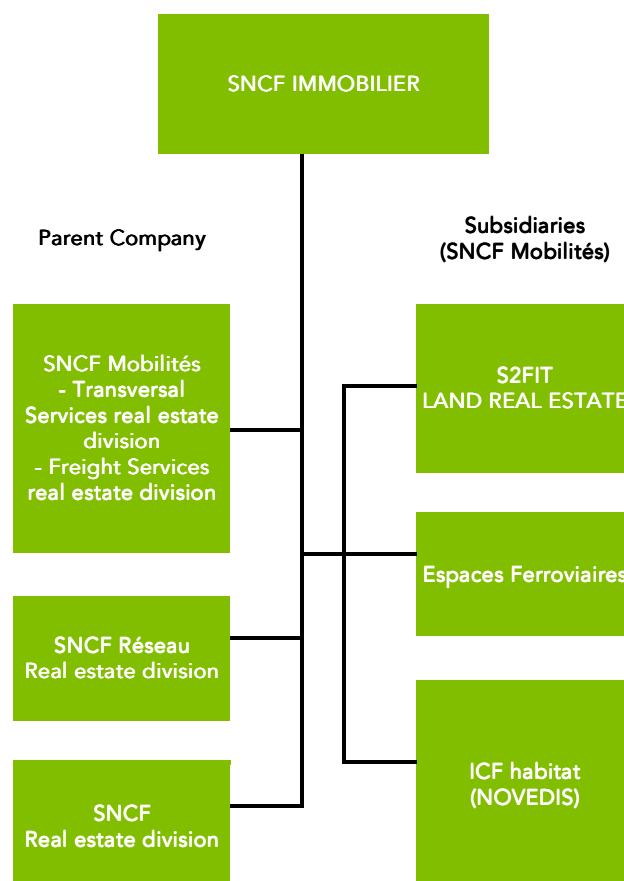 SNCF IMMOBILIER
Parent Company
SNCF Mobilités
- Transversal
Services real estate
division
- Freight Services
real estate division
SNCF Réseau
Real estate division
SNCF
Real estate division
Subsidiaries
(SNCF Mobilités)
S2FIT
LAND REAL ESTATE
Espaces Ferroviaires
ICF habitat
(NOVEDIS)